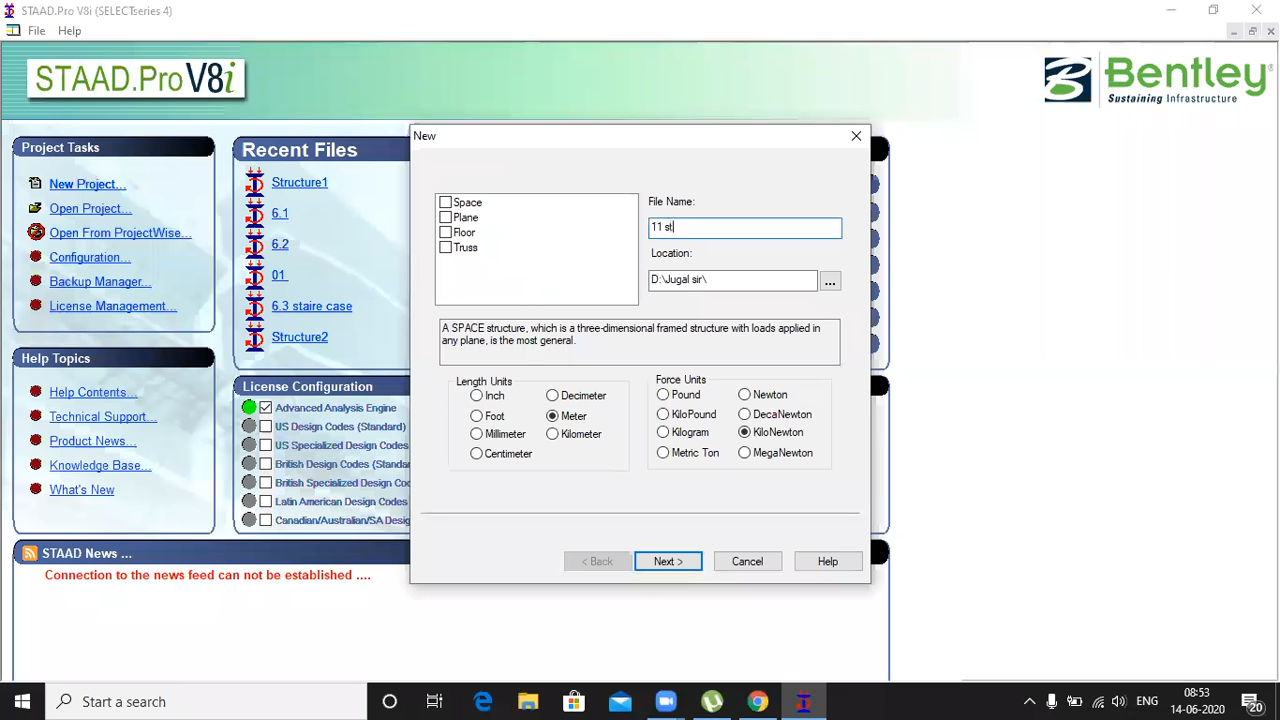 STAAD.Pro V8i (SELECTseries 4)
File Help
STAAD.Pro V8i
Bentley
Sustaining Infrastructure
Project Tasks
New Project...
Open Project...
Open From ProjectWise...
Configuration...
Backup Manager...
License Management...
Help Topics
Help Contents...
Technical Support...
Product News...
Knowledge Base...
What's New
Recent Files
Structure1
6.1
6.2
01
6.3 staire case
Structure2
License Configuration
Advanced Analysis Engine
US Design Codes (Standard)
US Specialized Design Codes
British Design Codes (Standa
British Specialized Design Co
Latin American Design Codes
Canadian/Australian/SA Desig
STAAD News ...
Connection to the news feed can not be established ....
New
Space
Plane
Floor
Truss
File Name:
11 st
Location:
D:\Jugal sir\
...
A SPACE structure, which is a three-dimensional framed structure with loads applied in
any plane, is the most general.
Length Units
Inch Decimeter
Foot Meter
Millimeter Kilometer
Centimeter
Force Units
Pound Newton
KiloPound DecaNewton
Kilogram KiloNewton
Metric Ton MegaNewton
< Back Next > Cancel Help
Start a search
ENG
08:53
14-06-2020
20